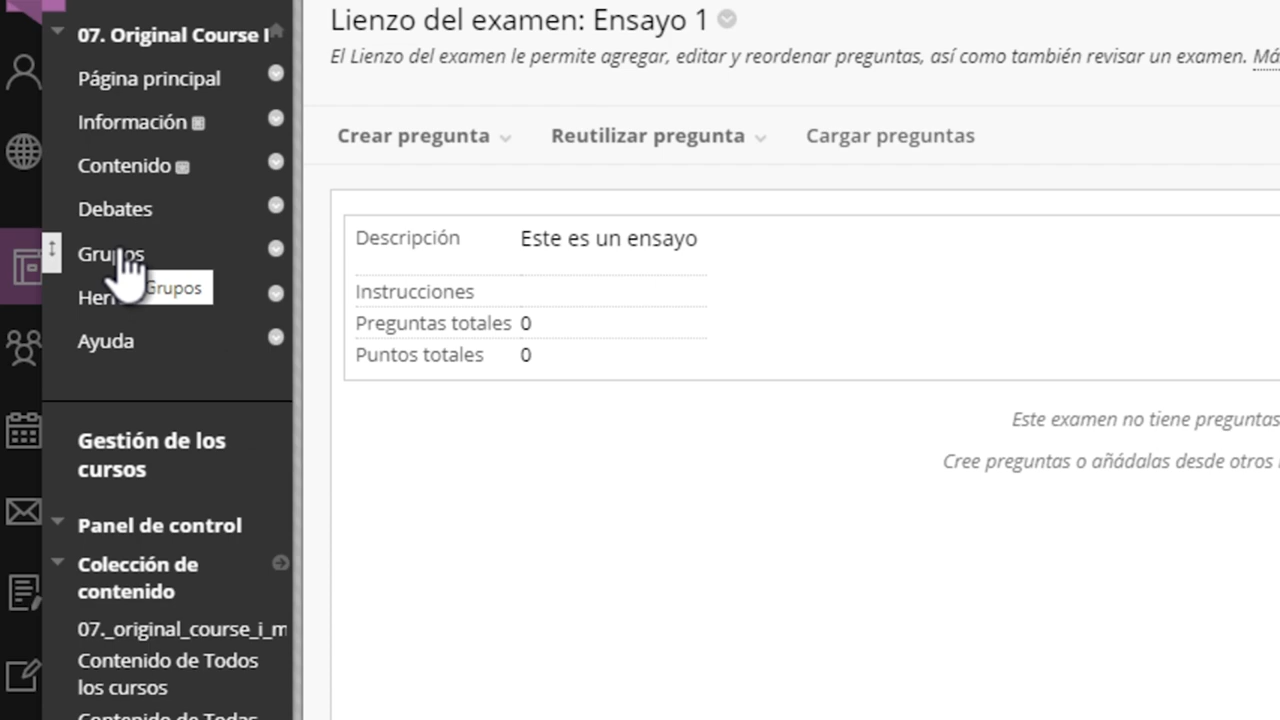 07. Original Course I
Página principal
Información
Contenido
Debates
Grupos
Grupos
Ayuda
Gestión de los
cursos
Panel de control
Colección de
contenido
07._original_course_i_m
Contenido de Todos
los cursos
Contenido de Todas
Lienzo del examen: Ensayo 1
El Lienzo del examen le permite agregar, editar y reordenar preguntas, así como también revisar un examen.
Crear pregunta
Reutilizar pregunta
Cargar preguntas
Descripción Este es un ensayo
Instrucciones
Preguntas totales 0
Puntos totales 0
Este examen no tiene preguntas
Cree preguntas o añádalas desde otros